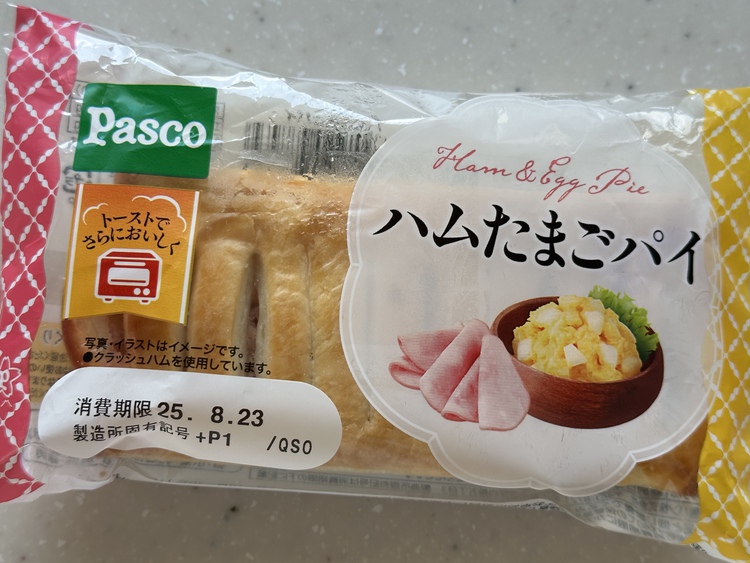 Pasco
トーストで
さらにおいしく
Ham & Egg Pie
ハムたまごパイ
写真・イラストはイメージです。
●クラッシュハムを使用しています。
消費期限 25. 8.23
製造所固有記号 +P1 /QS0